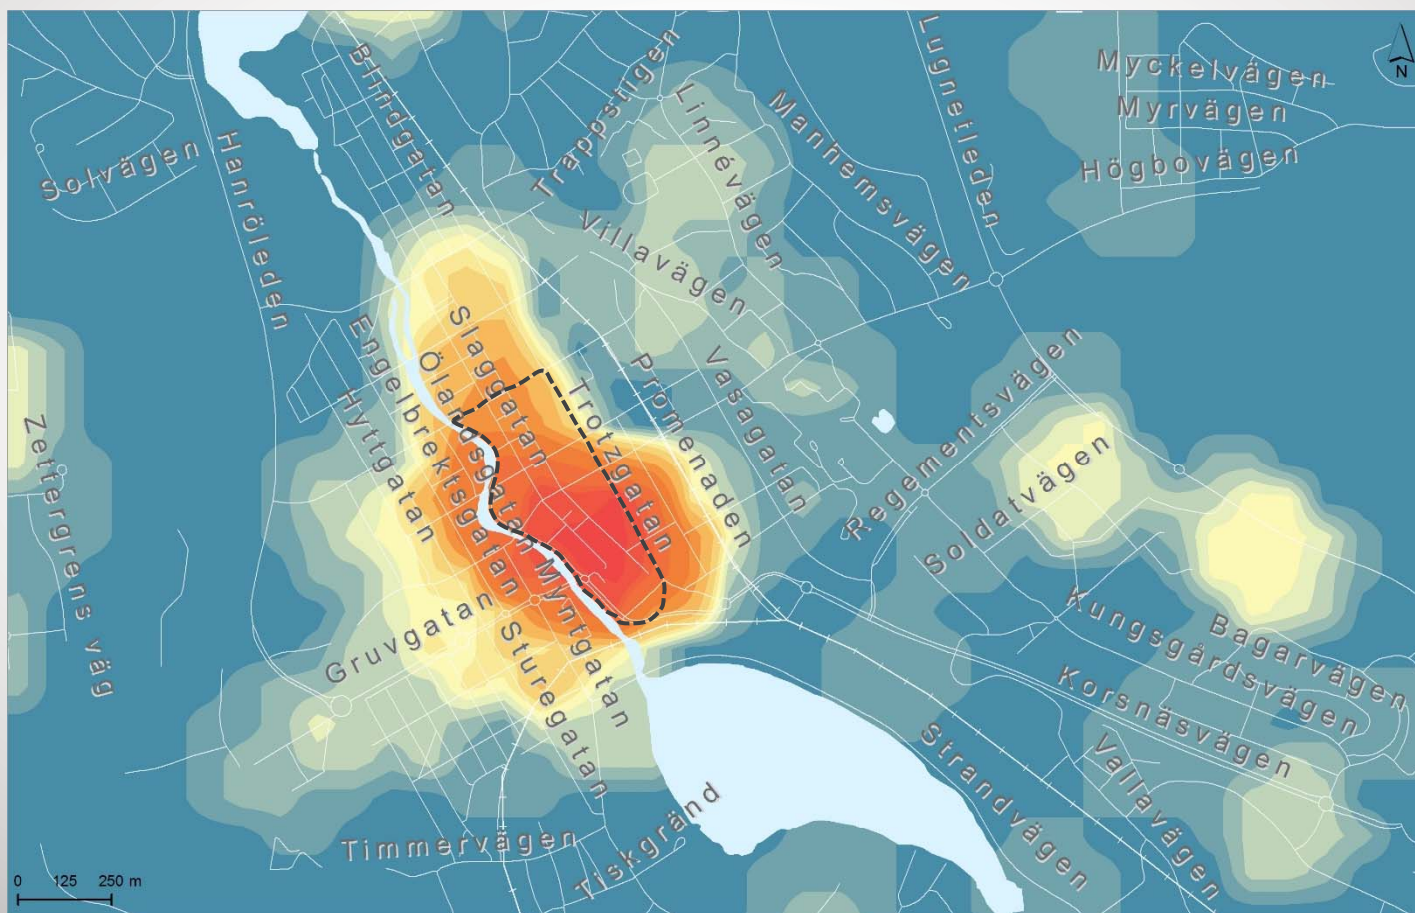 N
Solvägen
Hanröleden
Blindgatan
Trappstigen
Linnévägen
Manhemsvägen
Lugnetleden
Myckelvägen
Myrvägen
Högbovägen
Villavägen
Slaggatan
Ölandsgatan
Engelbrektsgatan
Hyttgatan
Trotzgatan
Promenaden
Vasagatan
Regementsvägen
Soldatvägen
Zettergrens väg
Gruvgatan
Myntgatan
Sturegatan
Kungsgårdsvägen
Bagarvägen
Korsnäsvägen
Vallavägen
Strandvägen
Timmervägen
Tiskgränd
0 125 250 m